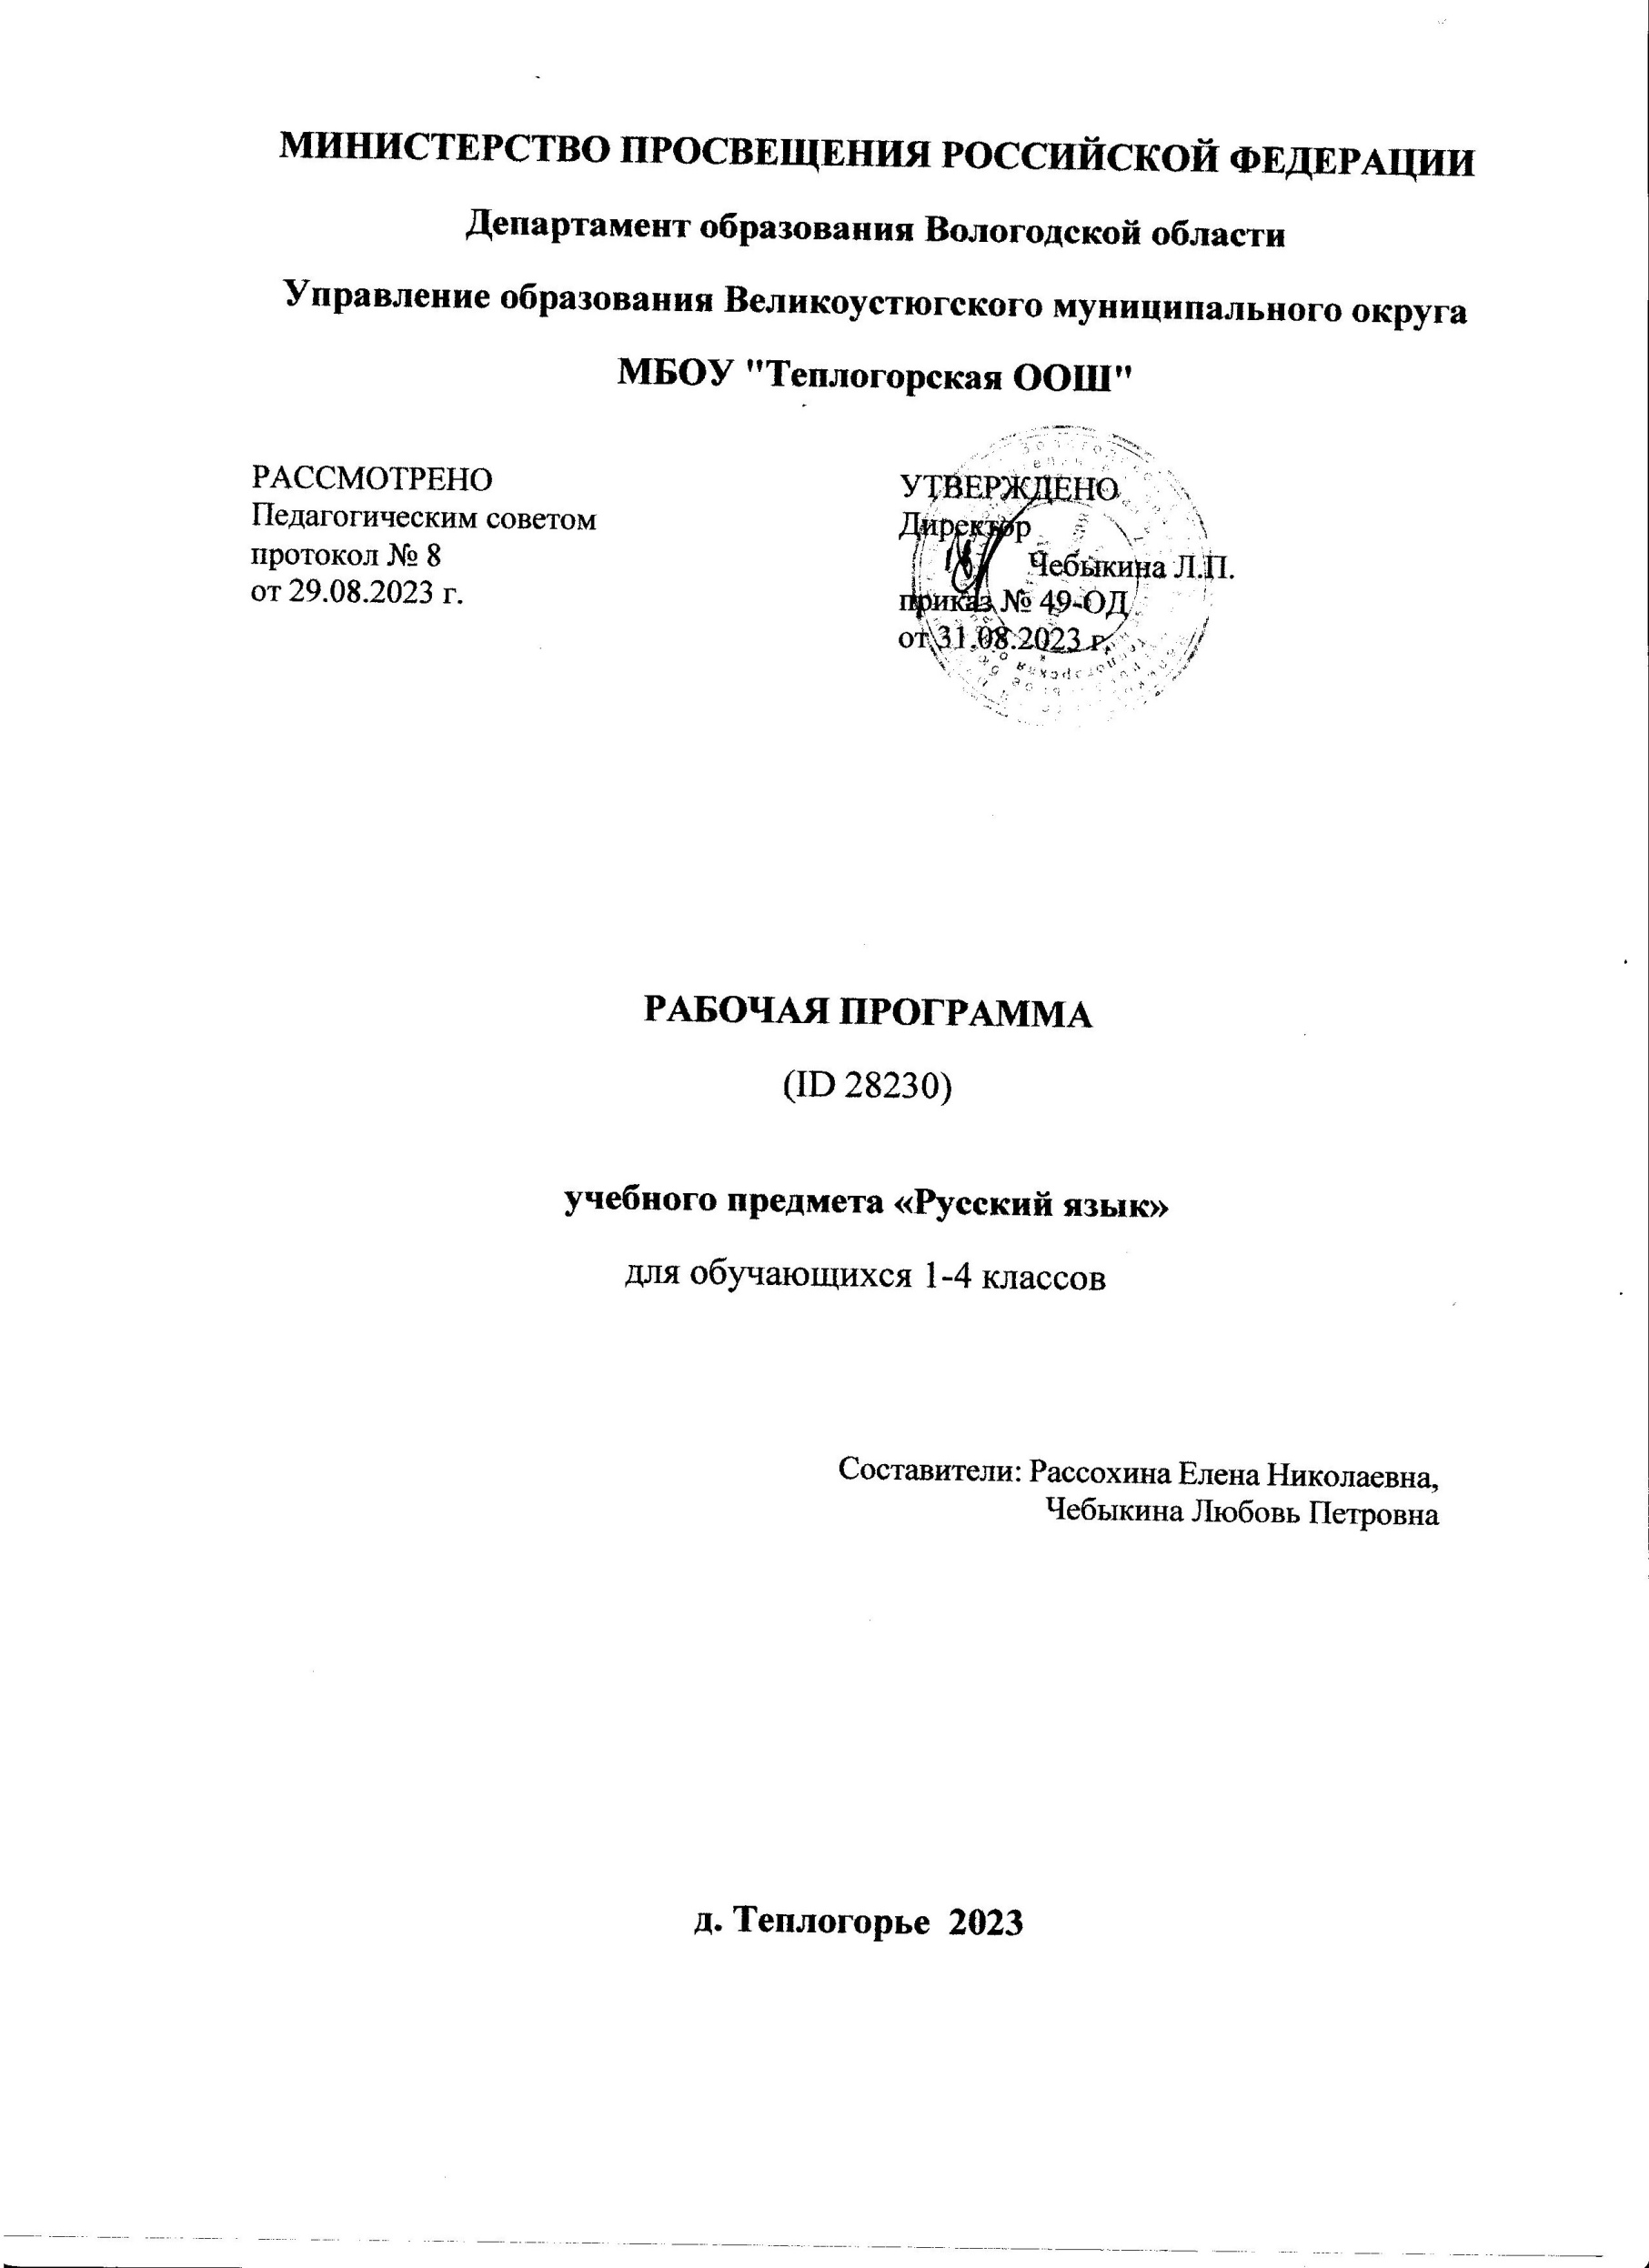 МИНИСТЕРСТВО ПРОСВЕЩЕНИЯ РОССИЙСКОЙ ФЕДЕРАЦИИ
Департамент образования Вологодской области
Управление образования Великоустюгского муниципального округа
МБОУ "Теплогорская ООШ"
РАССМОТРЕНО
Педагогическим советом
протокол № 8
от 29.08.2023 г.
УТВЕРЖДЕНО
Директор
Чебыкина Л.П.
приказ № 49-ОД
от 31.08.2023 г.
РАБОЧАЯ ПРОГРАММА
(ID 28230)
учебного предмета «Русский язык»
для обучающихся 1-4 классов
Составители: Рассохина Елена Николаевна,
Чебыкина Любовь Петровна
д. Теплогорье 2023